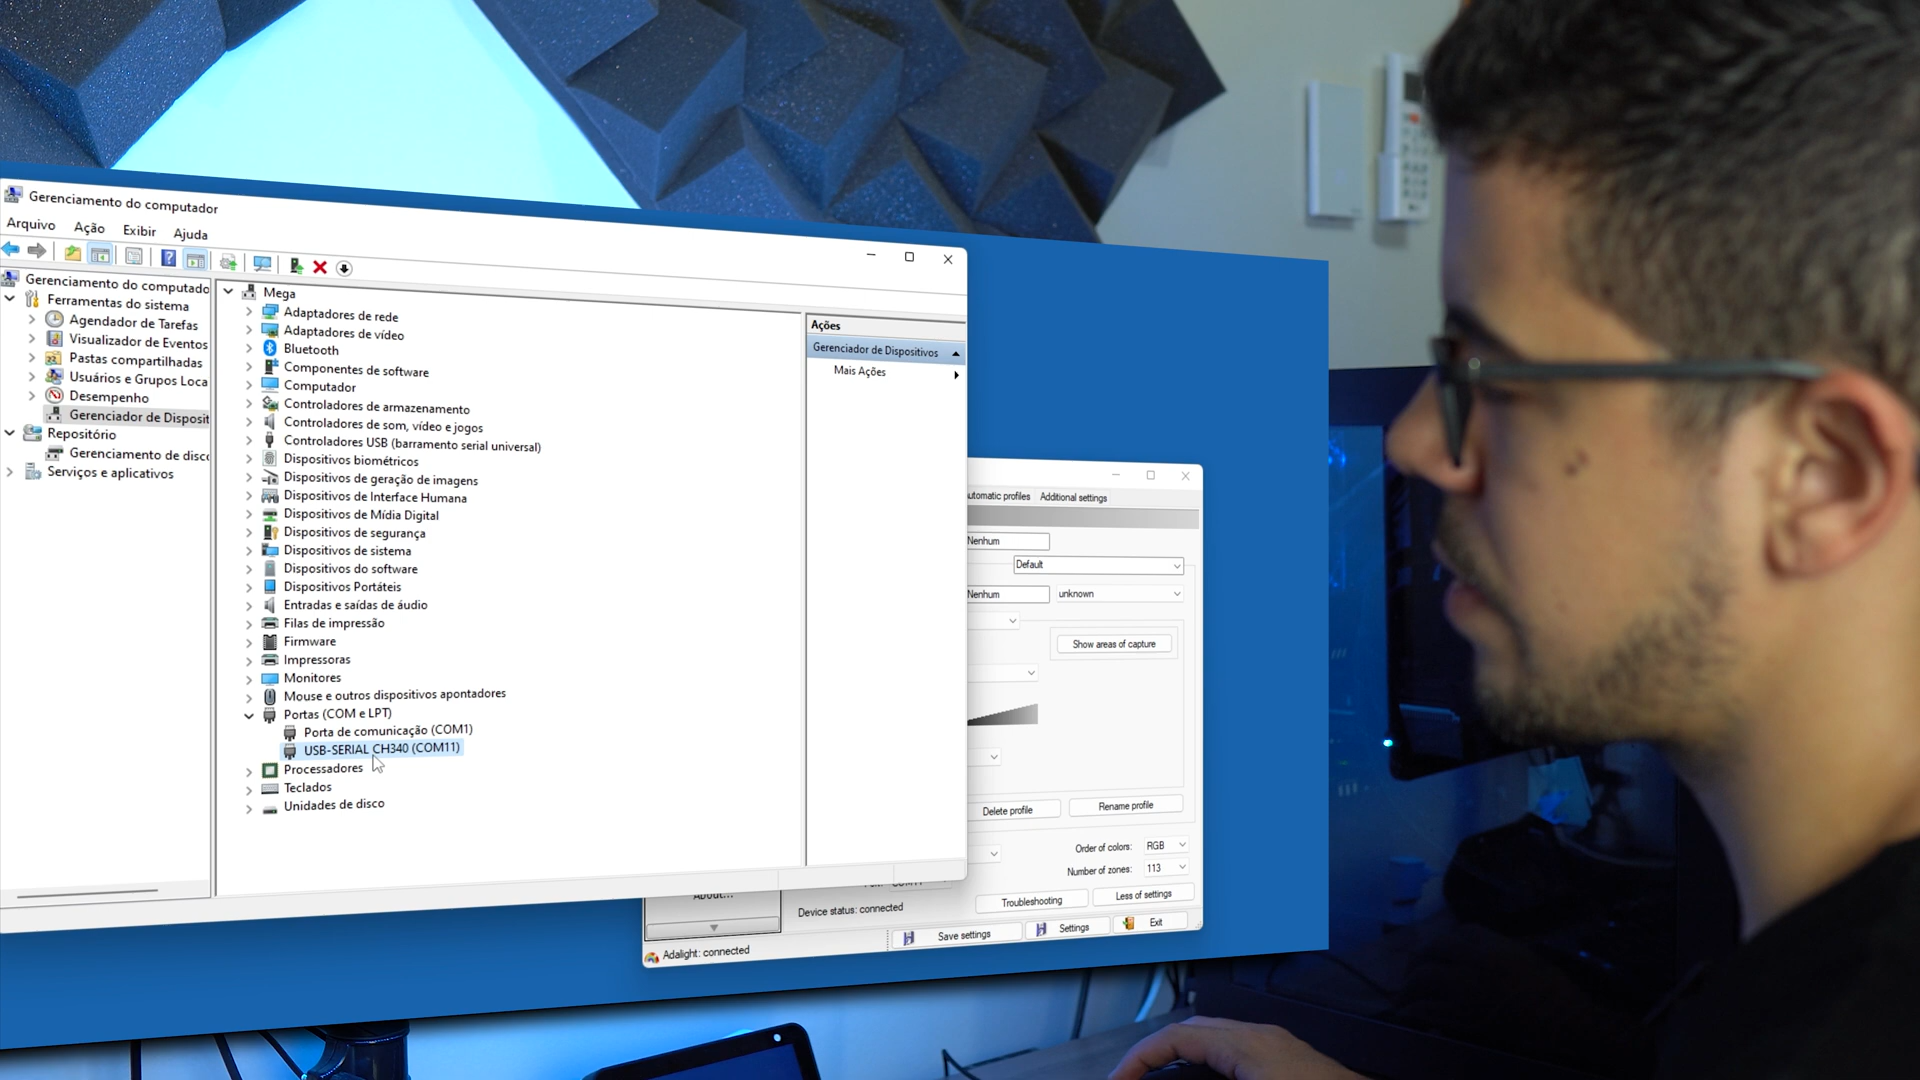 Gerenciamento do computador
Arquivo Ação Exibir Ajuda
Gerenciamento do computado
Ferramentas do sistema
Agendador de Tarefas
Visualizador de Eventos
Pastas compartilhadas
Usuários e Grupos Loca
Desempenho
Gerenciador de Disposit
Repositório
Gerenciamento de disco
Serviços e aplicativos
Mega
Adaptadores de rede
Adaptadores de vídeo
Bluetooth
Componentes de software
Computador
Controladores de armazenamento
Controladores de som, vídeo e jogos
Controladores USB (barramento serial universal)
Dispositivos biométricos
Dispositivos de geração de imagens
Dispositivos de Interface Humana
Dispositivos de Mídia Digital
Dispositivos de segurança
Dispositivos de sistema
Dispositivos do software
Dispositivos Portáteis
Entradas e saídas de áudio
Filas de impressão
Firmware
Impressoras
Monitores
Mouse e outros dispositivos apontadores
Portas (COM e LPT)
Porta de comunicação (COM1)
USB-SERIAL CH340 (COM11)
Processadores
Teclados
Unidades de disco
Ações
Gerenciador de Dispositivos
Mais Ações
utomatic profiles Additional settings
Nenhum
Default
Nenhum unknown
Show areas of capture
Delete profile Rename profile
Order of colors: RGB
Number of zones: 113
Troubleshooting Less of settings
Device status: connected
Save settings Settings Exit
Adalight: connected